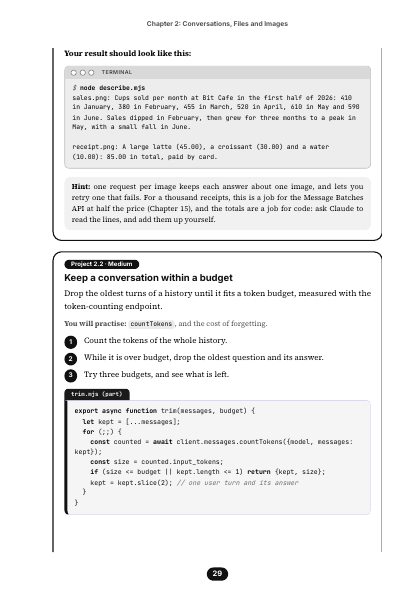 Chapter 2: Conversations, Files and Images
Your result should look like this:
TERMINAL
$ node describe.mjs
sales.png: Cups sold per month at Bit Cafe in the first half of 2026: 410
in January, 380 in February, 455 in March, 520 in April, 610 in May and 590
in June. Sales dipped in February, then grew for three months to a peak in
May, with a small fall in June.
receipt.png: A large latte (45.00), a croissant (30.00) and a water
(10.00): 85.00 in total, paid by card.
Hint: one request per image keeps each answer about one image, and lets you
retry one that fails. For a thousand receipts, this is a job for the Message Batches
API at half the price (Chapter 15), and the totals are a job for code: ask Claude to
read the lines, and add them up yourself.
Project 2.2 · Medium
Keep a conversation within a budget
Drop the oldest turns of a history until it fits a token budget, measured with the
token-counting endpoint.
You will practise: countTokens, and the cost of forgetting.
1 Count the tokens of the whole history.
2 While it is over budget, drop the oldest question and its answer.
3 Try three budgets, and see what is left.
trim.mjs (part)
export async function trim(messages, budget) {
  let kept = [...messages];
  for (;;) {
    const counted = await client.messages.countTokens({model, messages:
kept});
    const size = counted.input_tokens;
    if (size <= budget || kept.length <= 1) return {kept, size};
    kept = kept.slice(2); // one user turn and its answer
  }
}
29